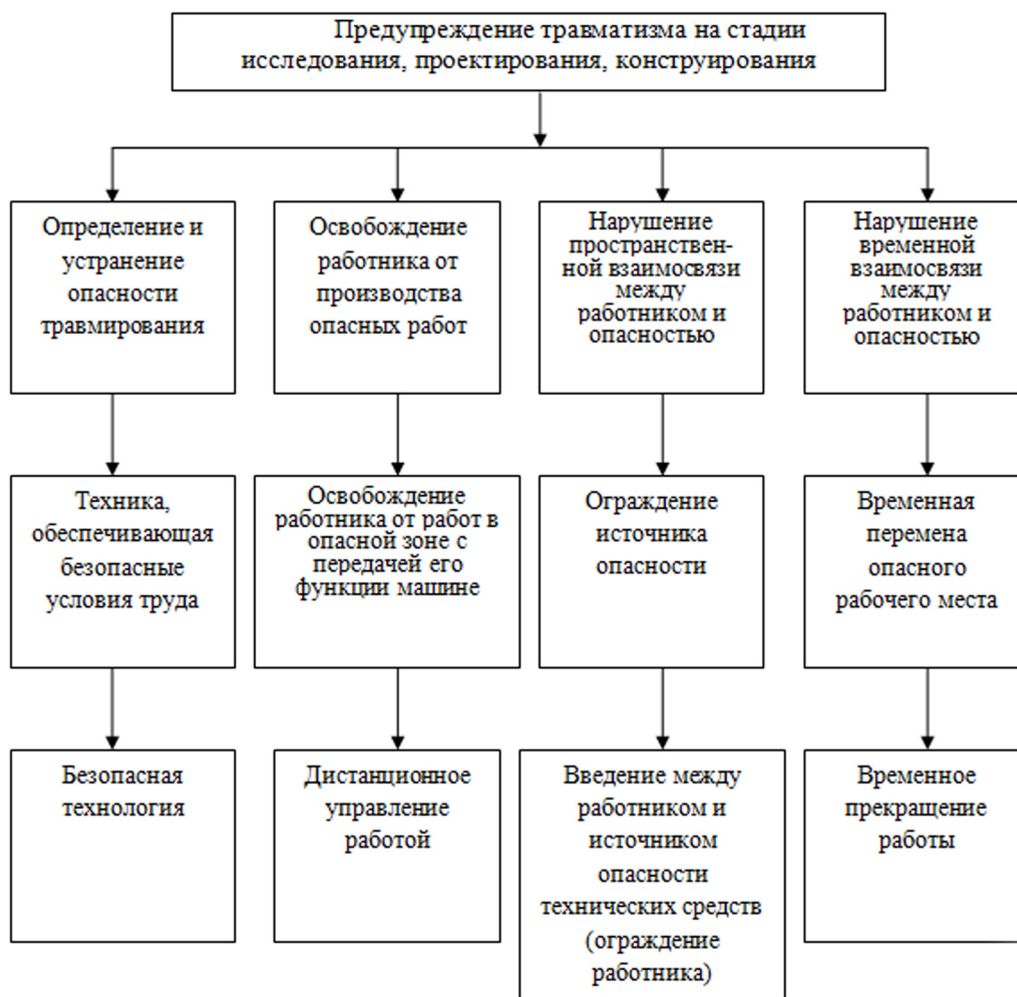 Предупреждение травматизма на стадии
исследования, проектирования, конструирования
Определение и
устранение
опасности
травмирования
Освобождение
работника от
производства
опасных работ
Нарушение
пространствен-
ной взаимосвязи
между
работником и
опасностью
Нарушение
временной
взаимосвязи
между
работником и
опасностью
Техника,
обеспечивающая
безопасные
условия труда
Освобождение
работника от работ в
опасной зоне с
передачей его
функции машине
Ограждение
источника
опасности
Временная
перемена
опасного
рабочего места
Безопасная
технология
Дистанционное
управление
работой
Введение между
работником и
источником
опасности
технических средств
(ограждение
работника)
Временное
прекращение
работы